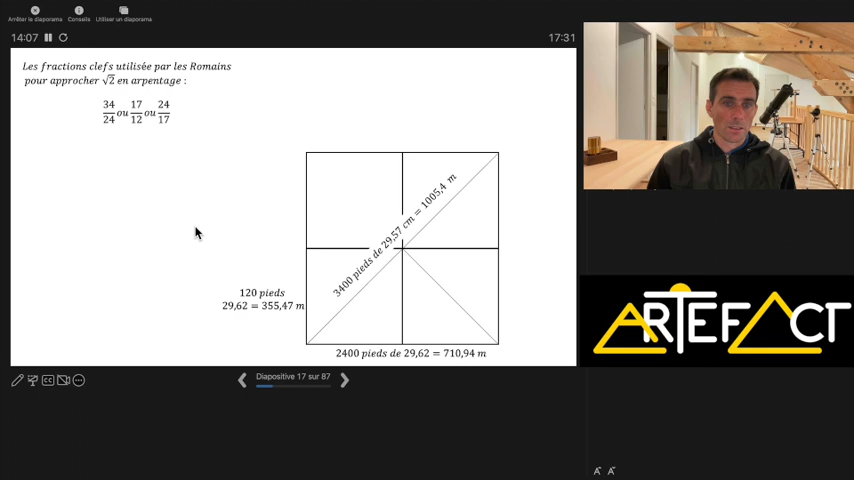 Arrêter le diaporama
Conseils
Utiliser un diaporama
14:07
17:31
Les fractions clefs utilisée par les Romains
pour approcher √2 en arpentage :
34/24 ou 17/12 ou 24/17
3400 pieds de 29,57 cm = 1005,4 m
120 pieds
29,62 = 355,47 m
2400 pieds de 29,62 = 710,94 m
ARTEFACT
CC
Diapositive 17 sur 87
A A